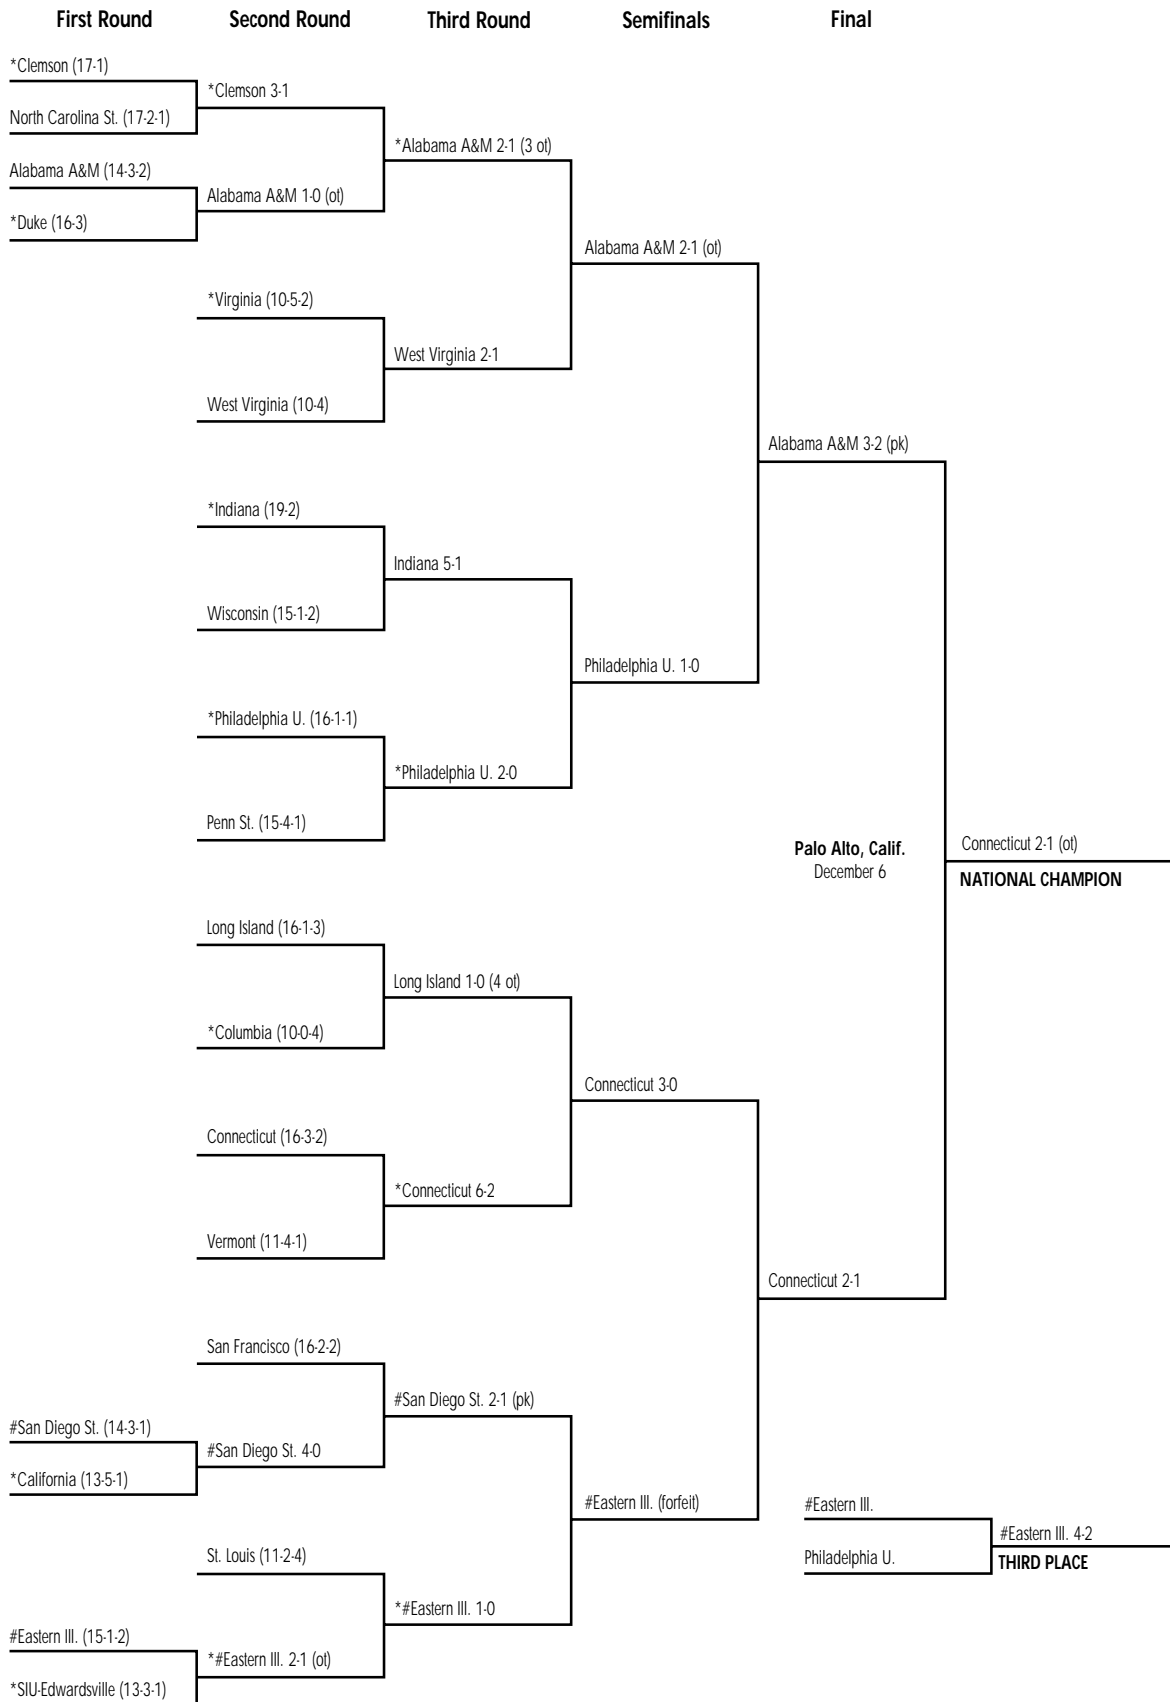 First Round Second Round Third Round Semifinals Final
*Clemson (17-1)
*Clemson 3-1
North Carolina St. (17-2-1)
*Alabama A&M 2-1 (3 ot)
Alabama A&M (14-3-2)
Alabama A&M 1-0 (ot)
*Duke (16-3)
Alabama A&M 2-1 (ot)
*Virginia (10-5-2)
West Virginia 2-1
West Virginia (10-4)
Alabama A&M 3-2 (pk)
*Indiana (19-2)
Indiana 5-1
Wisconsin (15-1-2)
Philadelphia U. 1-0
*Philadelphia U. (16-1-1)
*Philadelphia U. 2-0
Penn St. (15-4-1)
Palo Alto, Calif.
December 6
Connecticut 2-1 (ot)
NATIONAL CHAMPION
Long Island (16-1-3)
Long Island 1-0 (4 ot)
*Columbia (10-0-4)
Connecticut 3-0
Connecticut (16-3-2)
*Connecticut 6-2
Vermont (11-4-1)
Connecticut 2-1
San Francisco (16-2-2)
#San Diego St. 2-1 (pk)
#San Diego St. (14-3-1)
#San Diego St. 4-0
*California (13-5-1)
#Eastern Ill. (forfeit)
#Eastern Ill.
#Eastern Ill. 4-2
Philadelphia U.
THIRD PLACE
St. Louis (11-2-4)
*#Eastern Ill. 1-0
#Eastern Ill. (15-1-2)
*#Eastern Ill. 2-1 (ot)
*SIU-Edwardsville (13-3-1)